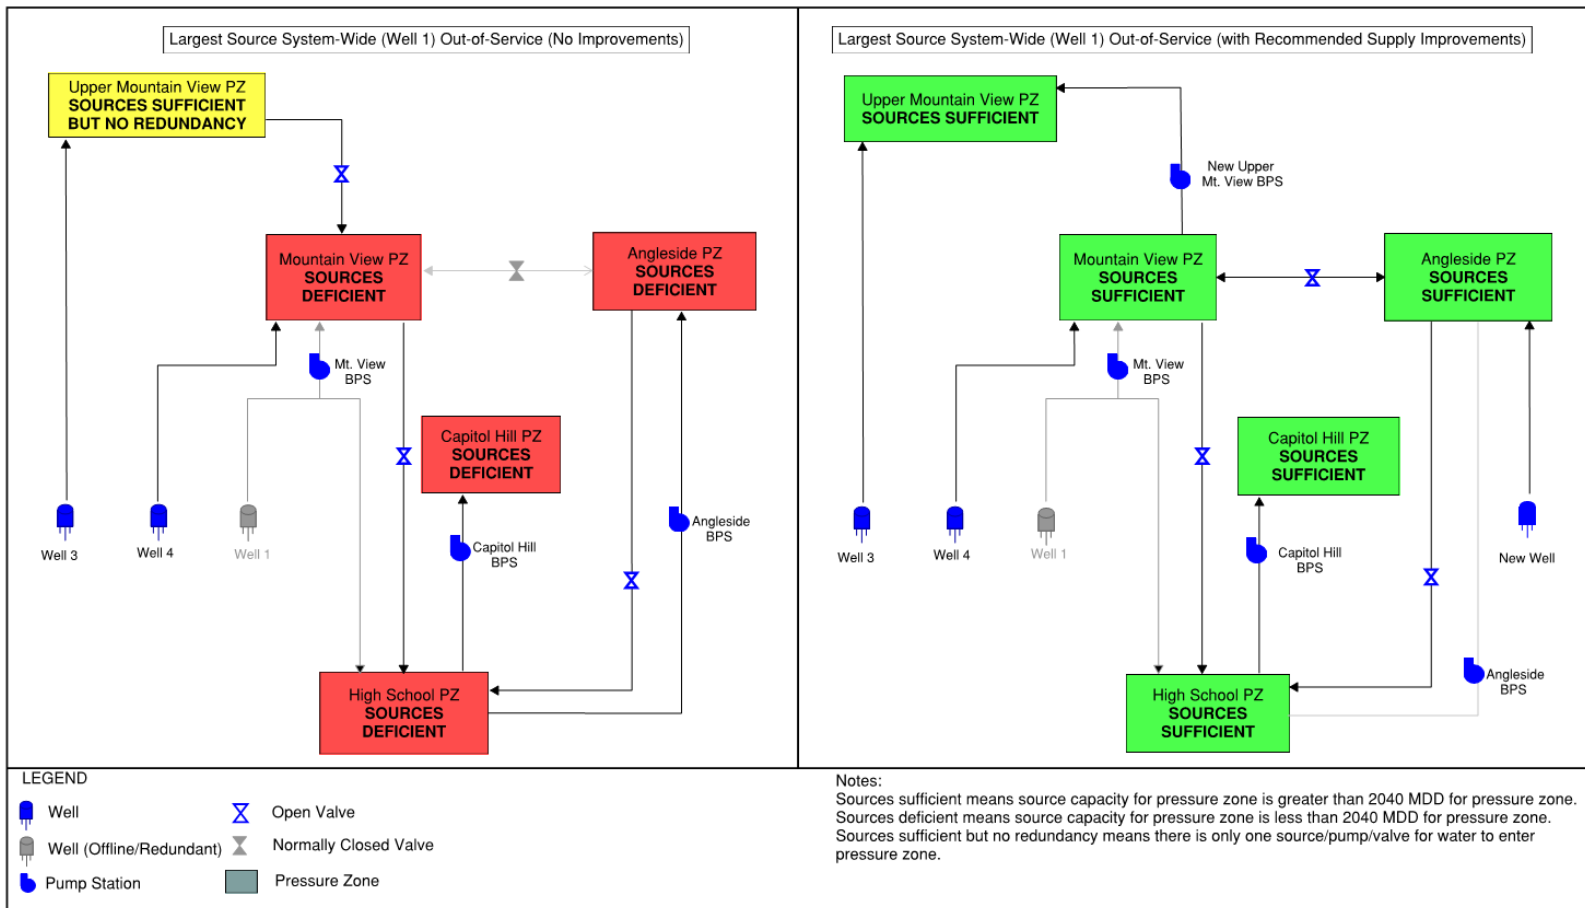 Largest Source System-Wide (Well 1) Out-of-Service (No Improvements)
Upper Mountain View PZ
SOURCES SUFFICIENT
BUT NO REDUNDANCY
Mountain View PZ
SOURCES
DEFICIENT
Angleside PZ
SOURCES
DEFICIENT
Mt. View
BPS
Capitol Hill PZ
SOURCES
DEFICIENT
Well 3
Well 4
Well 1
Capitol Hill
BPS
Angleside
BPS
High School PZ
SOURCES
DEFICIENT
Largest Source System-Wide (Well 1) Out-of-Service (with Recommended Supply Improvements)
Upper Mountain View PZ
SOURCES SUFFICIENT
New Upper
Mt. View BPS
Mountain View PZ
SOURCES
SUFFICIENT
Angleside PZ
SOURCES
SUFFICIENT
Mt. View
BPS
Capitol Hill PZ
SOURCES
SUFFICIENT
Well 3
Well 4
Well 1
Capitol Hill
BPS
New Well
Angleside
BPS
High School PZ
SOURCES
SUFFICIENT
LEGEND
Well
Well (Offline/Redundant)
Pump Station
Open Valve
Normally Closed Valve
Pressure Zone
Notes:
Sources sufficient means source capacity for pressure zone is greater than 2040 MDD for pressure zone.
Sources deficient means source capacity for pressure zone is less than 2040 MDD for pressure zone.
Sources sufficient but no redundancy means there is only one source/pump/valve for water to enter
pressure zone.